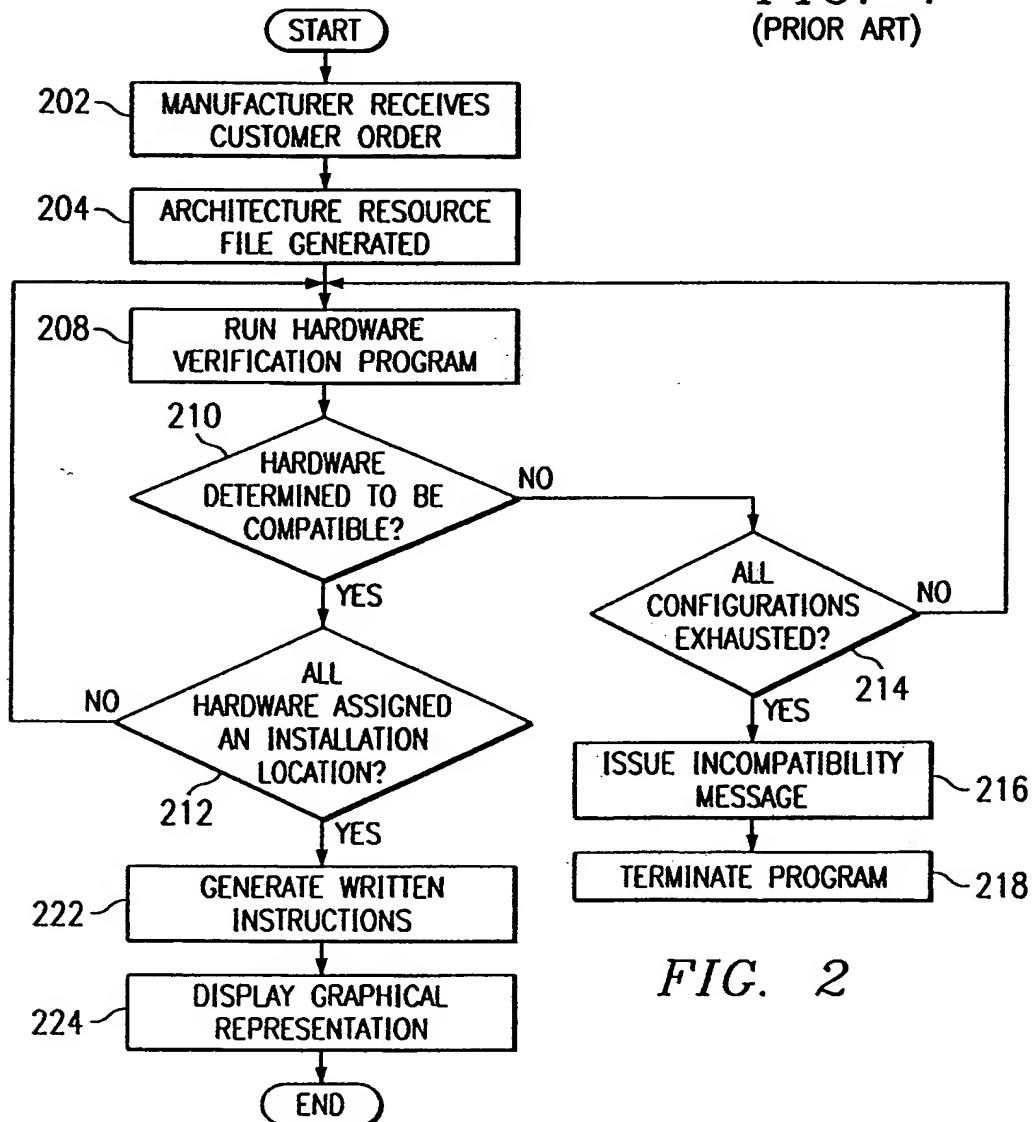 (PRIOR ART)
START
202
MANUFACTURER RECEIVES
CUSTOMER ORDER
204
ARCHITECTURE RESOURCE
FILE GENERATED
208
RUN HARDWARE
VERIFICATION PROGRAM
210
HARDWARE
DETERMINED TO BE
COMPATIBLE?
NO
YES
ALL
CONFIGURATIONS
EXHAUSTED?
NO
214
YES
ALL
HARDWARE ASSIGNED
AN INSTALLATION
LOCATION?
NO
212
YES
ISSUE INCOMPATIBILITY
MESSAGE
216
TERMINATE PROGRAM
218
222
GENERATE WRITTEN
INSTRUCTIONS
224
DISPLAY GRAPHICAL
REPRESENTATION
END
FIG. 2